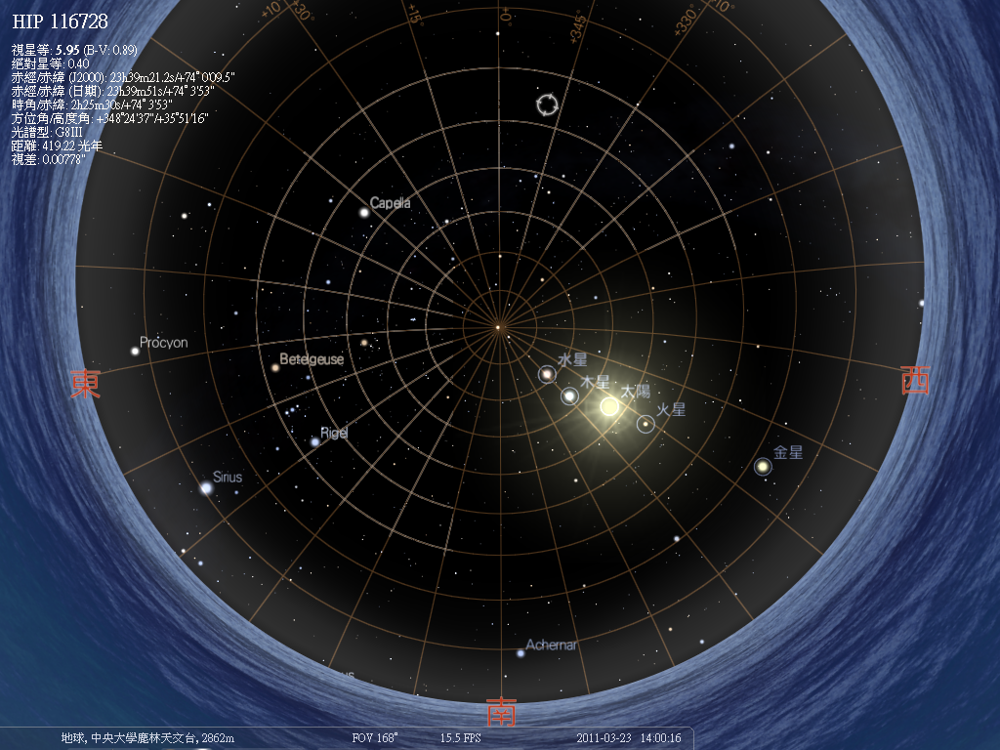 HIP 116728
視星等: 5.95 (B-V: 0.89)
絕對星等: 0.40
赤經/赤緯 (J2000): 23h39m21.2s/+74°0'09.5"
赤經/赤緯 (日期): 23h39m51s/+74°3'53"
時角/赤緯: 2h25m30s/+74°3'53"
方位角/高度角: +348°24'37"/+35°51'16"
光譜型: G8III
距離: 419.22 光年
視差: 0.00778"
+10°
+30°
+15°
+0°
+345°
+330°
+10°
Capella
Procyon
Betelgeuse
水星
木星
太陽
火星
東
西
Rigel
金星
Sirius
Achernar
南
地球, 中央大學鹿林天文台, 2862m
FOV 168°
15.5 FPS
2011-03-23 14:00:16